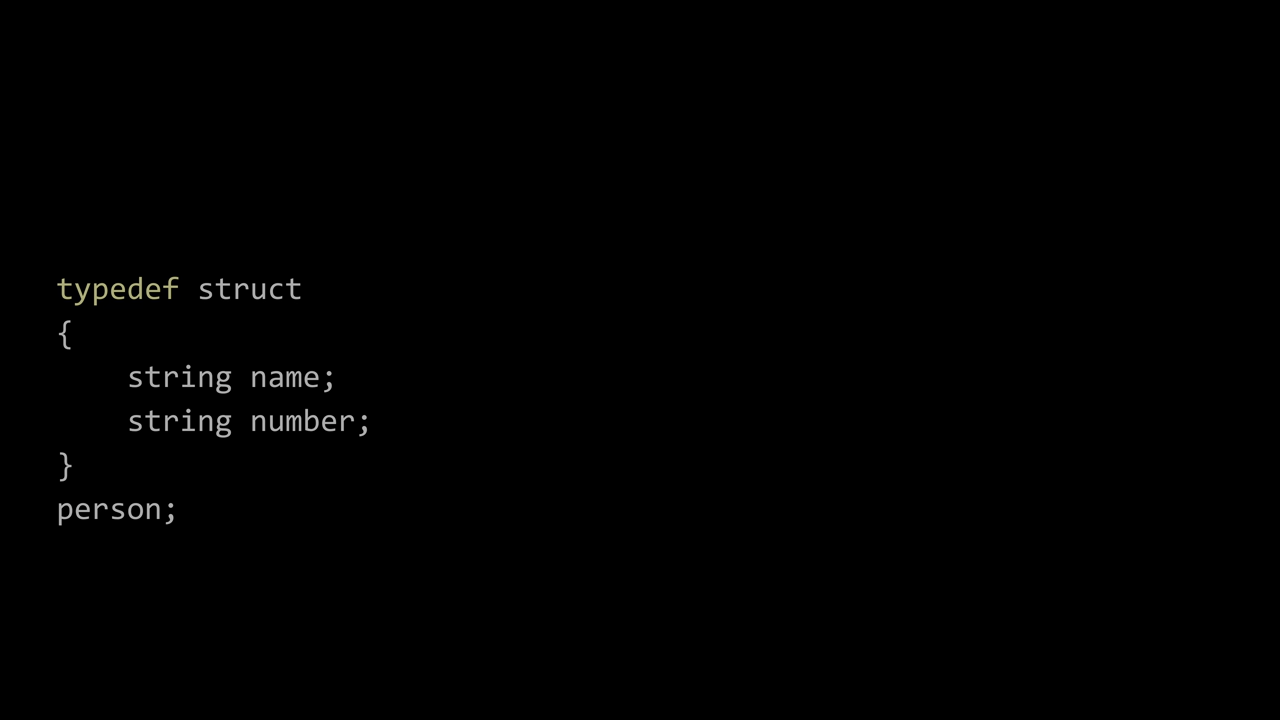 typedef struct
{
    string name;
    string number;
}
person;